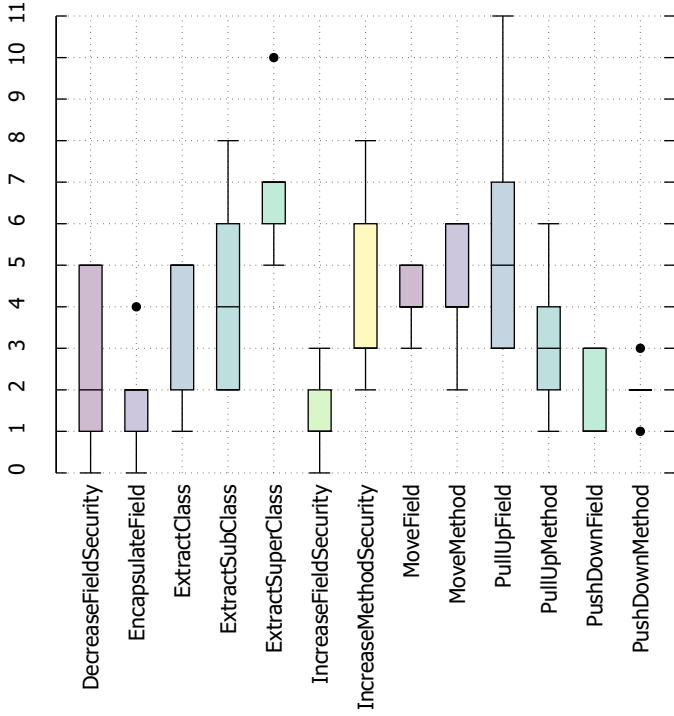 11
10
9
8
7
6
5
4
3
2
1
0
DecreaseFieldSecurity
EncapsulateField
ExtractClass
ExtractSubClass
ExtractSuperClass
IncreaseFieldSecurity
IncreaseMethodSecurity
MoveField
MoveMethod
PullUpField
PullUpMethod
PushDownField
PushDownMethod